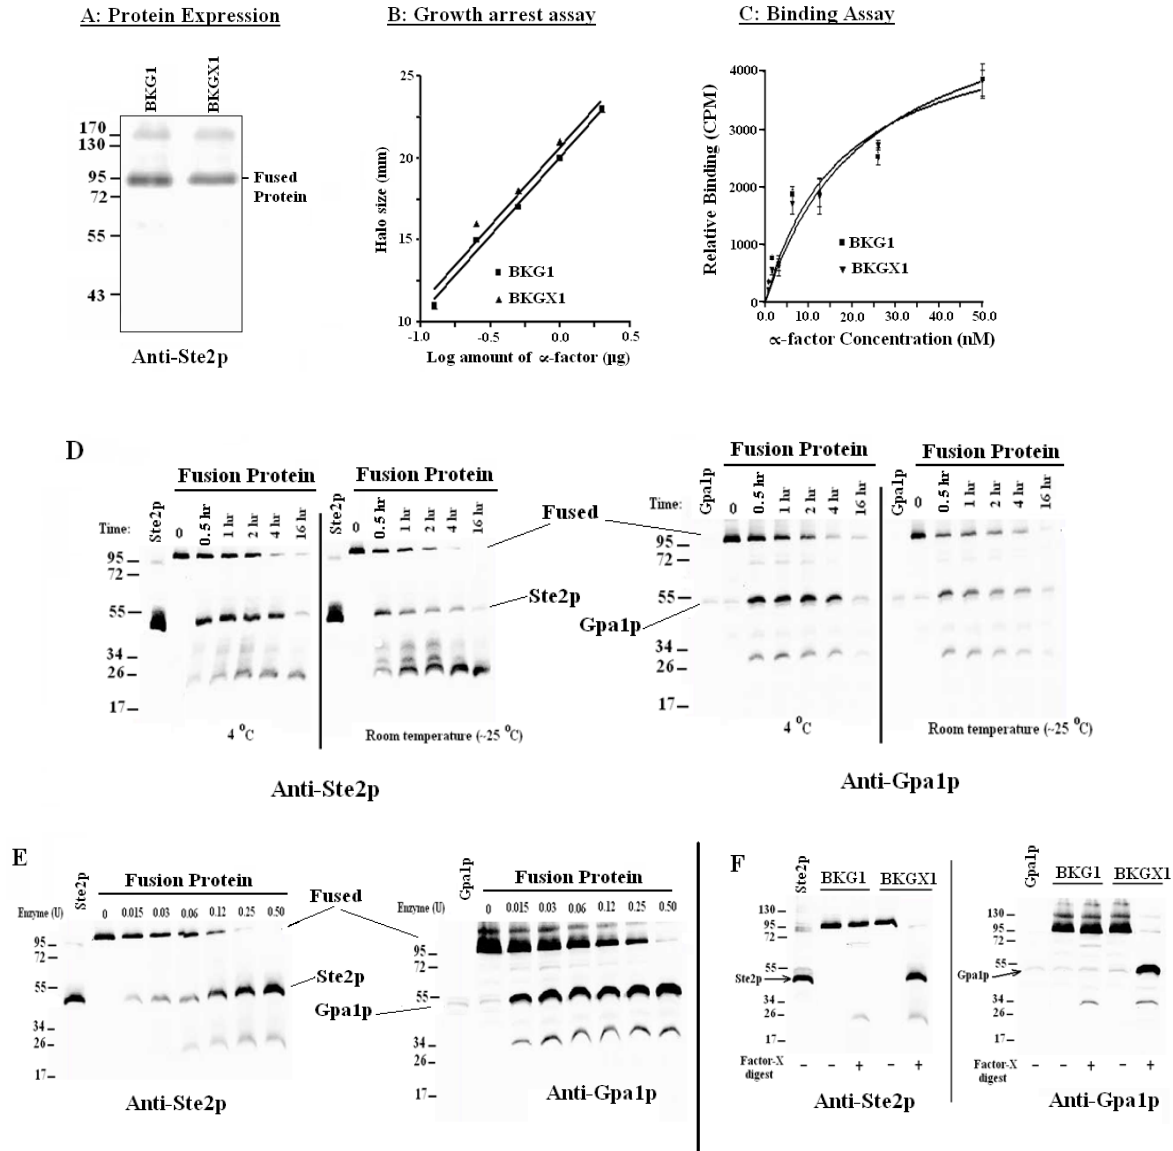 A: Protein Expression
BKG1
BKGX1
170
130
95
72
55
43
Fused
Protein
Anti-Ste2p
B: Growth arrest assay
25
20
15
10
Halo size (mm)
BKG1
BKGX1
-1.0
-0.5
0.0
0.5
Log amount of α-factor (µg)
C: Binding Assay
4000
3000
2000
1000
0
Relative Binding (CPM)
BKG1
BKGX1
0.0
10.0
20.0
30.0
40.0
50.0
α-factor Concentration (nM)
D
Fusion Protein
Fusion Protein
Time:
Ste2p
0
0.5 hr
1 hr
2 hr
4 hr
16 hr
Ste2p
0
0.5 hr
1 hr
2 hr
4 hr
16 hr
95
72
55
34
26
17
4 °C
Room temperature (~25 °C)
Anti-Ste2p
Fused
Ste2p
Gpa1p
Fusion Protein
Fusion Protein
Time:
Gpa1p
0
0.5 hr
1 hr
2 hr
4 hr
16 hr
Gpa1p
0
0.5 hr
1 hr
2 hr
4 hr
16 hr
95
72
55
34
26
17
4 °C
Room temperature (~25 °C)
Anti-Gpa1p
E
Fusion Protein
Ste2p
Enzyme (U)
0 0.015 0.03 0.06 0.12 0.25 0.50
95
72
55
34
26
17
Anti-Ste2p
Fused
Ste2p
Gpa1p
Fusion Protein
Gpa1p
Enzyme (U)
0 0.015 0.03 0.06 0.12 0.25 0.50
95
72
55
34
26
17
Anti-Gpa1p
F
Ste2p
BKG1 BKGX1
130
95
72
55
Ste2p
34
26
17
Factor-X
digest
– – + – +
Anti-Ste2p
Gpa1p
BKG1 BKGX1
130
95
72
55
Gpa1p
34
26
17
Factor-X
digest
– – + – +
Anti-Gpa1p